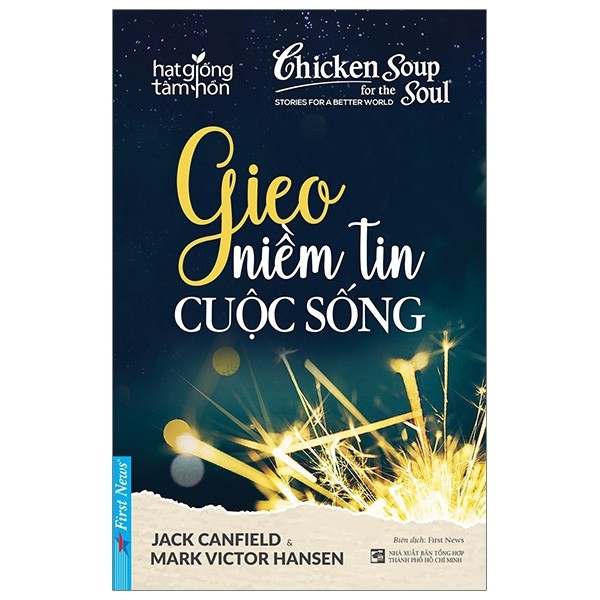 hạt giống
tâm hồn
Chicken Soup
for the
Soul®
STORIES FOR A BETTER WORLD
Gieo
niềm tin
CUỘC SỐNG
First News®
JACK CANFIELD &
MARK VICTOR HANSEN
Biên dịch: First News
NHÀ XUẤT BẢN TỔNG HỢP
THÀNH PHỐ HỒ CHÍ MINH